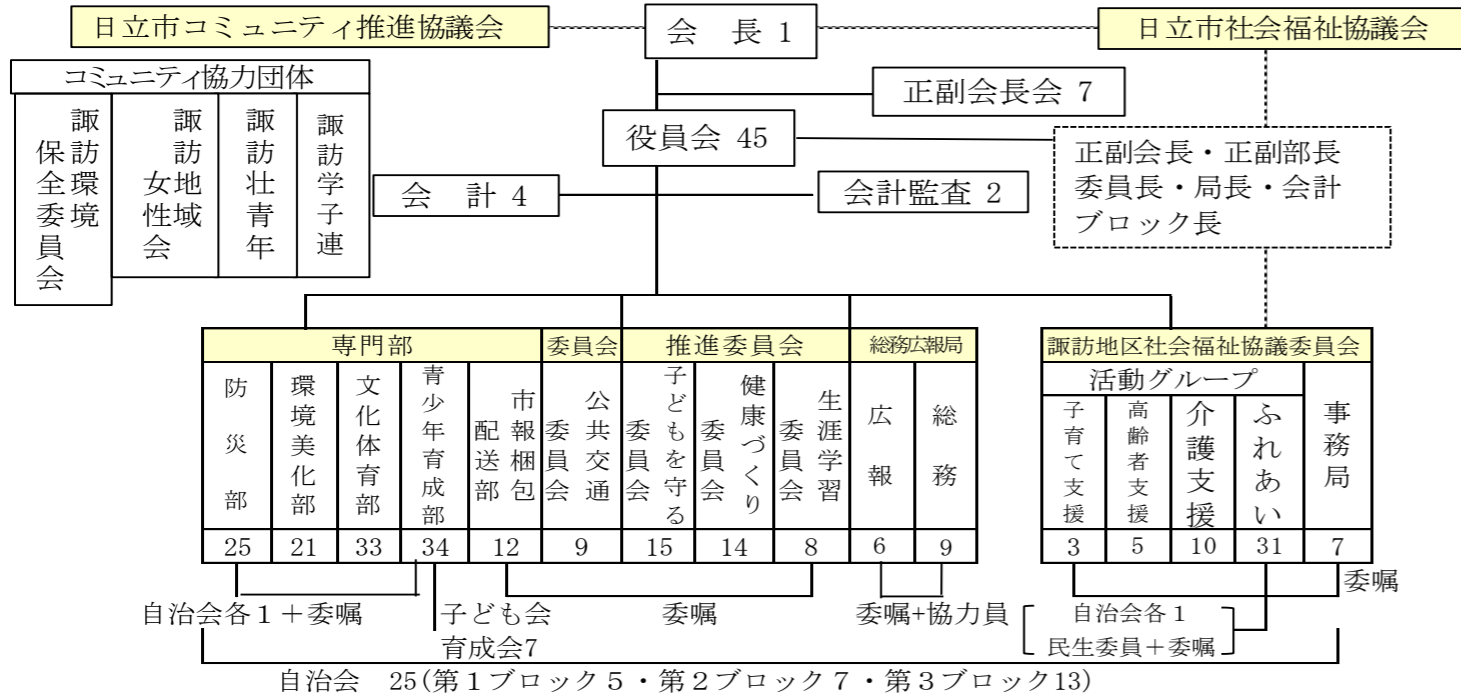 日立市コミュニティ推進協議会
会　長 1
日立市社会福祉協議会
コミュニティ協力団体
諏訪環境保全委員会
諏訪地域女性会
諏訪壮青年
諏訪学子連
正副会長会 7
役員会 45
正副会長・正副部長
委員長・局長・会計
ブロック長
会　計 4
会計監査 2
専門部
委員会
推進委員会
総務広報局
諏訪地区社会福祉協議委員会
活動グループ
防災部
環境美化部
文化体育部
青少年育成部
市報梱包配送部
公共交通委員会
子どもを守る委員会
健康づくり委員会
生涯学習委員会
広報
総務
子育て支援
高齢者支援
介護支援
ふれあい
事務局
25 21 33 34 12 9 15 14 8 6 9
3 5 10 31 7
委嘱
自治会各１＋委嘱
子ども会
育成会7
委嘱
委嘱+協力員
自治会各１
民生委員＋委嘱
自治会　25(第１ブロック５・第２ブロック７・第３ブロック13)